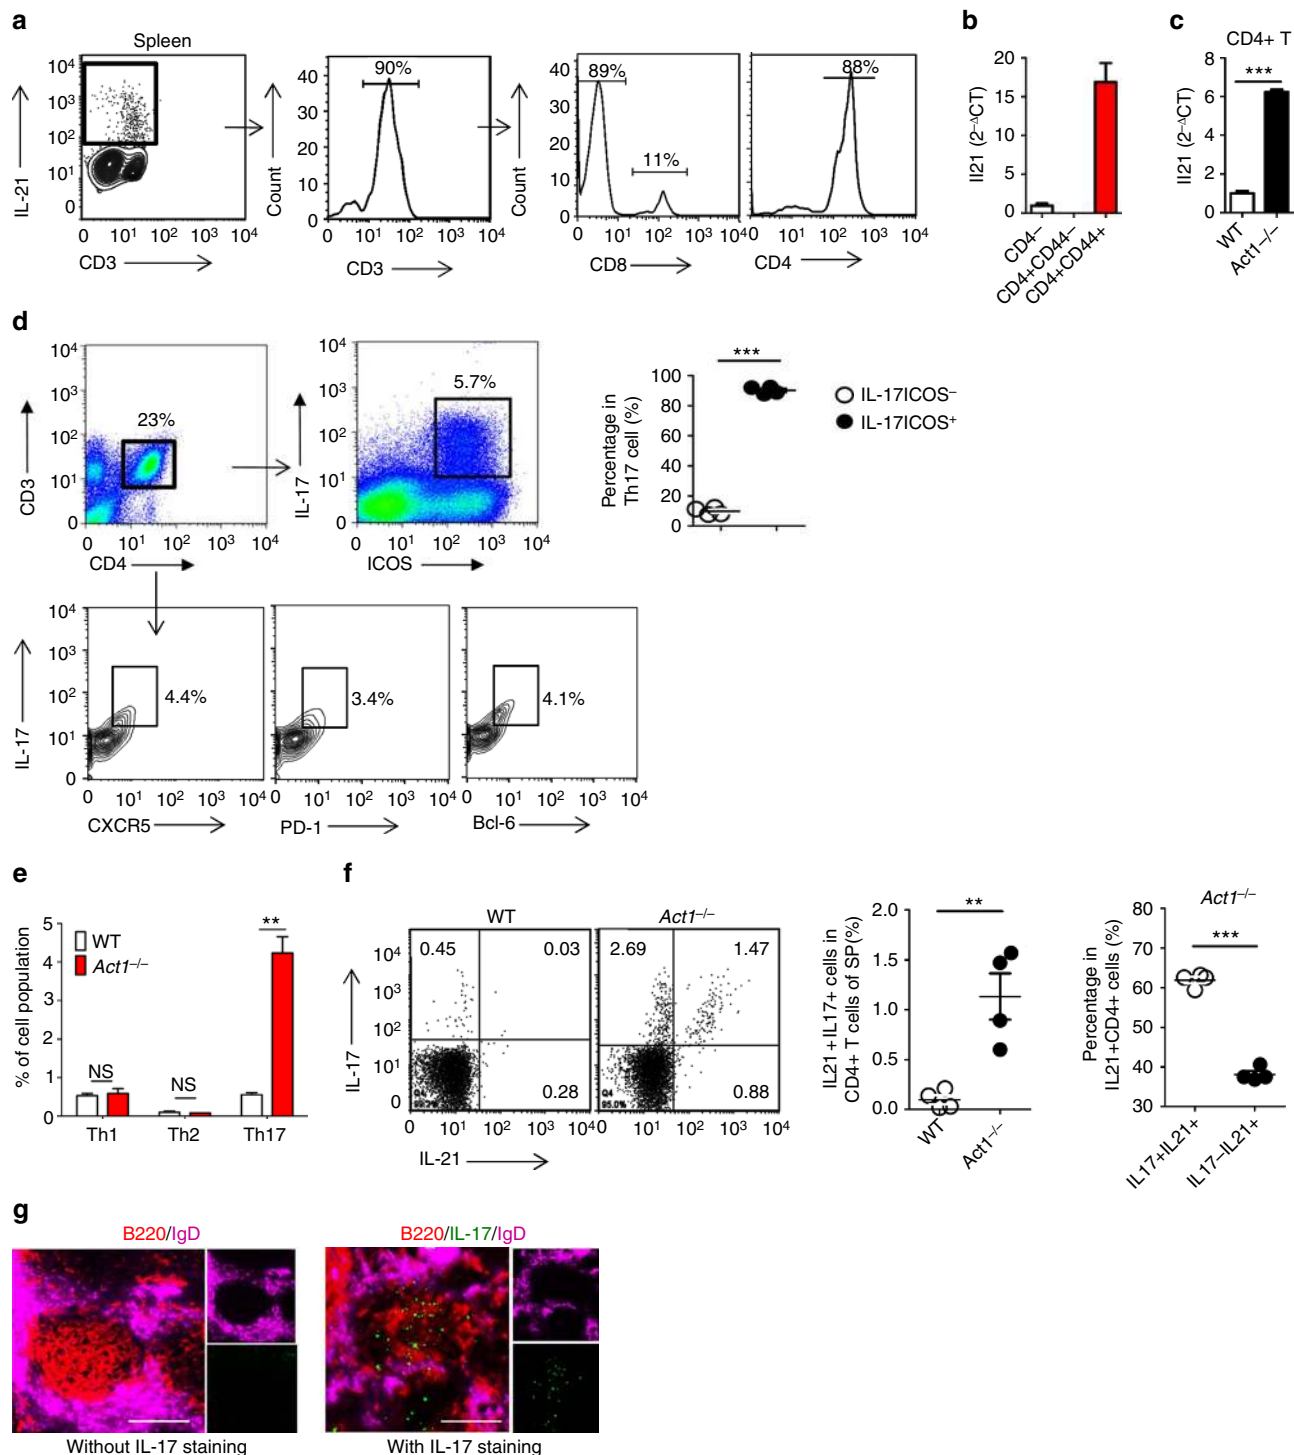 a
Spleen
IL-21
10⁴
10³
10²
10¹
0
0 10¹ 10² 10³ 10⁴
CD3
Count
40
30
20
10
0
90%
0 10¹ 10² 10³ 10⁴
CD3
Count
40
30
20
10
0
89%
11%
0 10¹ 10² 10³ 10⁴
CD8
88%
0 10¹ 10² 10³ 10⁴
CD4
b
Il21 (2⁻ᐃCT)
20
15
10
5
0
CD4–
CD4+CD44–
CD4+CD44+
c
CD4+ T
Il21 (2⁻ᐃCT)
8
6
4
2
0
***
WT
Act1–/–
d
CD3
10⁴
10³
10²
10¹
0
23%
0 10¹ 10² 10³ 10⁴
CD4
IL-17
10⁴
10³
10²
10¹
0
5.7%
0 10¹ 10² 10³ 10⁴
ICOS
Percentage in
Th17 cell (%)
100
80
60
40
20
0
***
IL-17ICOS⁻
IL-17ICOS⁺
IL-17
10⁴
10³
10²
10¹
0
4.4%
0 10¹ 10² 10³ 10⁴
CXCR5
3.4%
0 10¹ 10² 10³ 10⁴
PD-1
4.1%
0 10¹ 10² 10³ 10⁴
Bcl-6
e
% of cell population
5
4
3
2
1
0
WT
Act1⁻/⁻
NS
NS
**
Th1 Th2 Th17
f
WT
Act1⁻/⁻
IL-17
10⁴
10³
10²
10¹
0
0.45 0.03
0.28
Q4
2.69 1.47
0.88
Q4
95.0%
0 10¹ 10² 10³ 10⁴
0 10¹ 10² 10³ 10⁴
IL-21
IL21+IL17+ cells in
CD4+ T cells of SP(%)
2.0
1.5
1.0
0.5
0.0
**
WT
Act1⁻/⁻
Act1⁻/⁻
Percentage in
IL21+CD4+ cells (%)
80
70
60
50
40
30
***
IL17+IL21+
IL17–IL21+
g
B220/IgD
Without IL-17 staining
B220/IL-17/IgD
With IL-17 staining